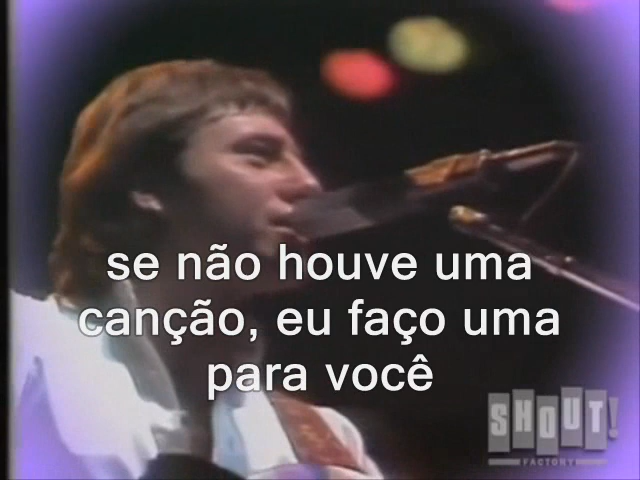 se não houve uma
canção, eu faço uma
para você
SHOUT!
FACTORY